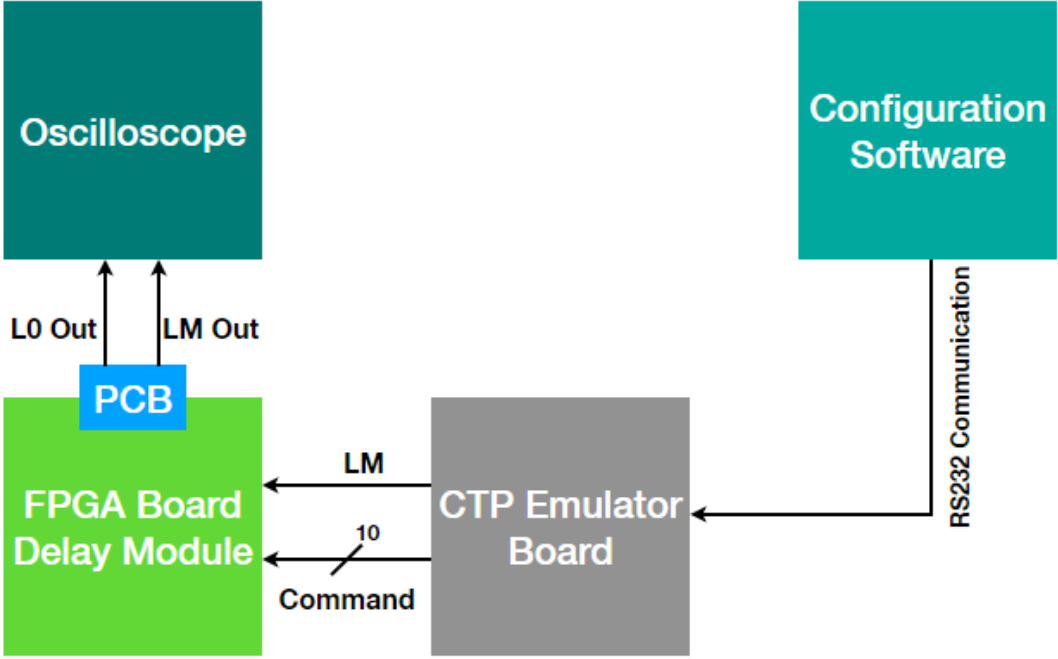 Oscilloscope
Configuration
Software
L0 Out
LM Out
RS232 Communication
PCB
FPGA Board
Delay Module
LM
10
Command
CTP Emulator
Board